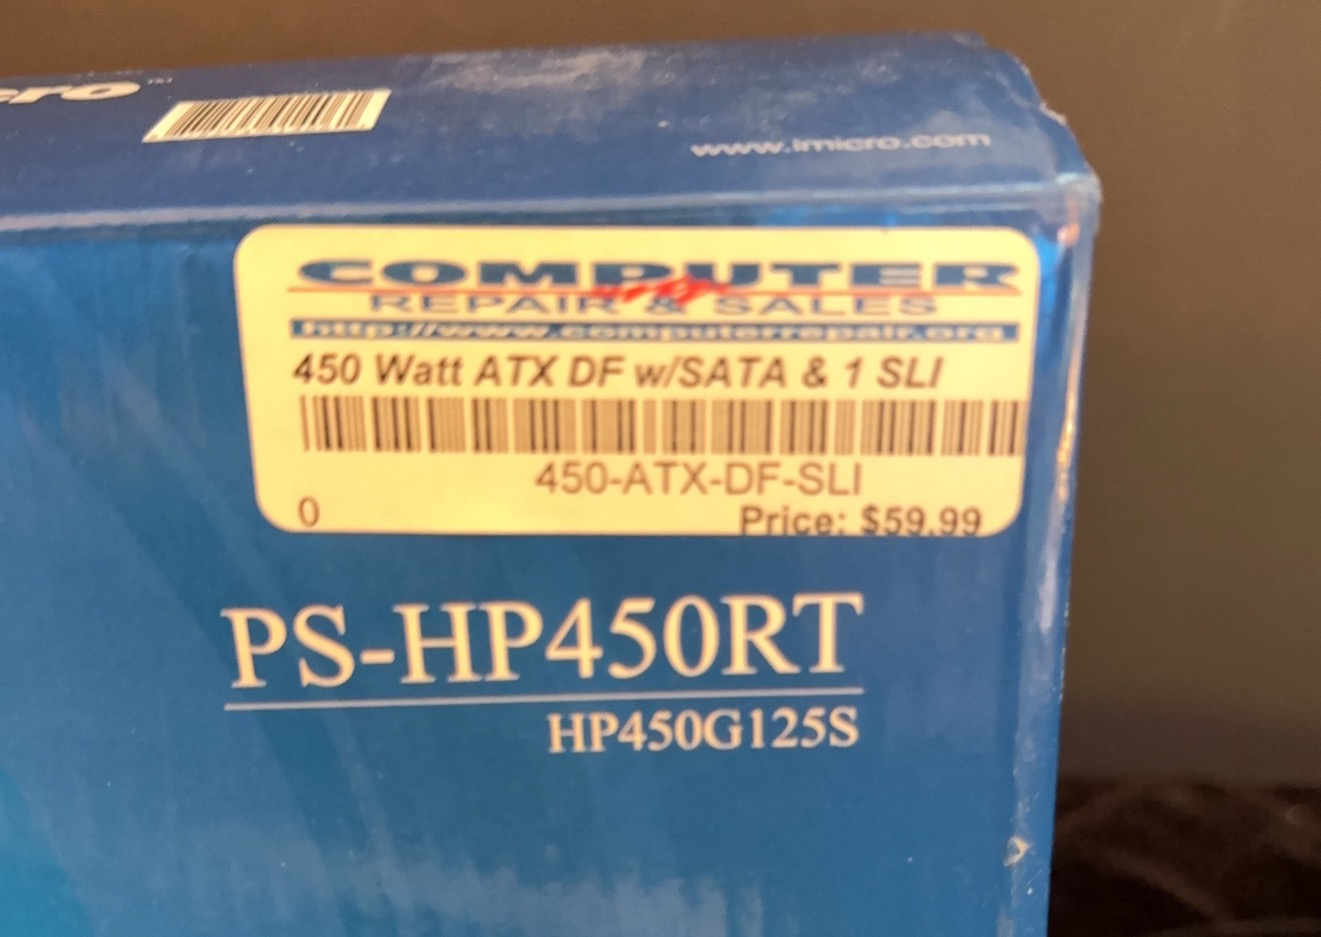 cro™
www.imicro.com
COMPUTER
REPAIR & SALES
http://www.computerrepair.org
450 Watt ATX DF w/SATA & 1 SLI
450-ATX-DF-SLI
0
Price: $59.99
PS-HP450RT
HP450G125S